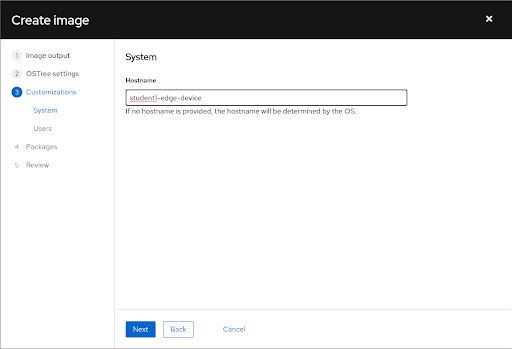 Create image
1 Image output
2 OSTree settings
3 Customizations
System
Users
4 Packages
5 Review
System
Hostname
student1-edge-device
If no hostname is provided, the hostname will be determined by the OS.
Next
Back
Cancel